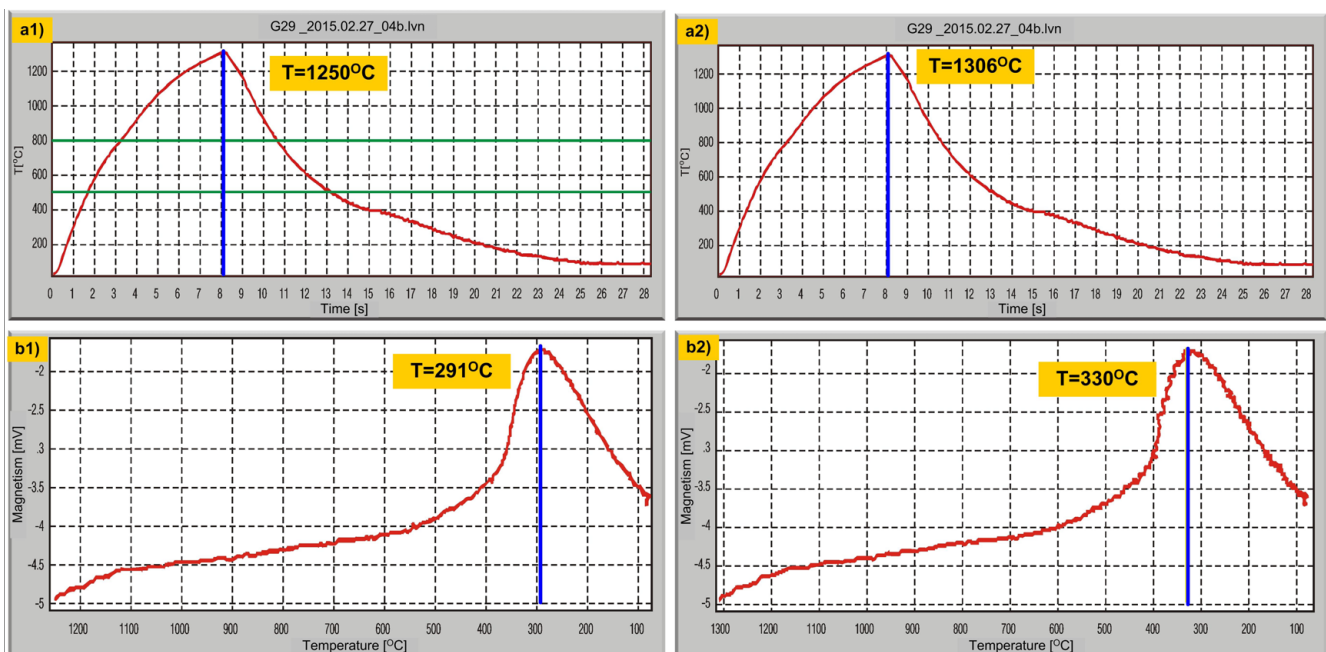 a1)
G29 _2015.02.27_04b.lvn
T=1250ᴼC
T[°C]
1200
1000
800
600
400
200
0 1 2 3 4 5 6 7 8 9 10 11 12 13 14 15 16 17 18 19 20 21 22 23 24 25 26 27 28
Time [s]
a2)
G29 _2015.02.27_04b.lvn
T=1306ᴼC
T[°C]
1200
1000
800
600
400
200
0 1 2 3 4 5 6 7 8 9 10 11 12 13 14 15 16 17 18 19 20 21 22 23 24 25 26 27 28
Time [s]
b1)
T=291ᴼC
Magnetism [mV]
-2
-2.5
.3
-3.5
-4
-4.5
-5
1200 1100 1000 900 800 700 600 500 400 300 200 100
Temperature [°C]
b2)
T=330ᴼC
Magnetism [mV]
-2
-2.5
.3
-3.5
-4
-4.5
-5
1300 1200 1100 1000 900 800 700 600 500 400 300 200 100
Temperature [°C]